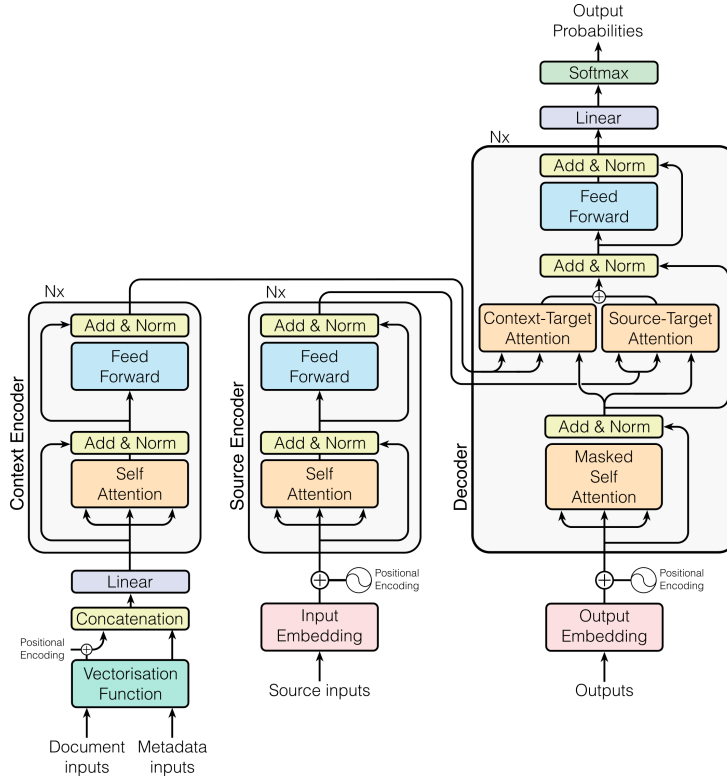 Output
Probabilities
Softmax
Linear
Nx
Add & Norm
Feed
Forward
Add & Norm
Context-Target
Attention
Source-Target
Attention
Add & Norm
Masked
Self
Attention
Decoder
Positional
Encoding
Output
Embedding
Outputs
Nx
Add & Norm
Feed
Forward
Add & Norm
Self
Attention
Source Encoder
Positional
Encoding
Input
Embedding
Source inputs
Nx
Add & Norm
Feed
Forward
Add & Norm
Self
Attention
Context Encoder
Linear
Concatenation
Positional
Encoding
Vectorisation
Function
Document
inputs
Metadata
inputs